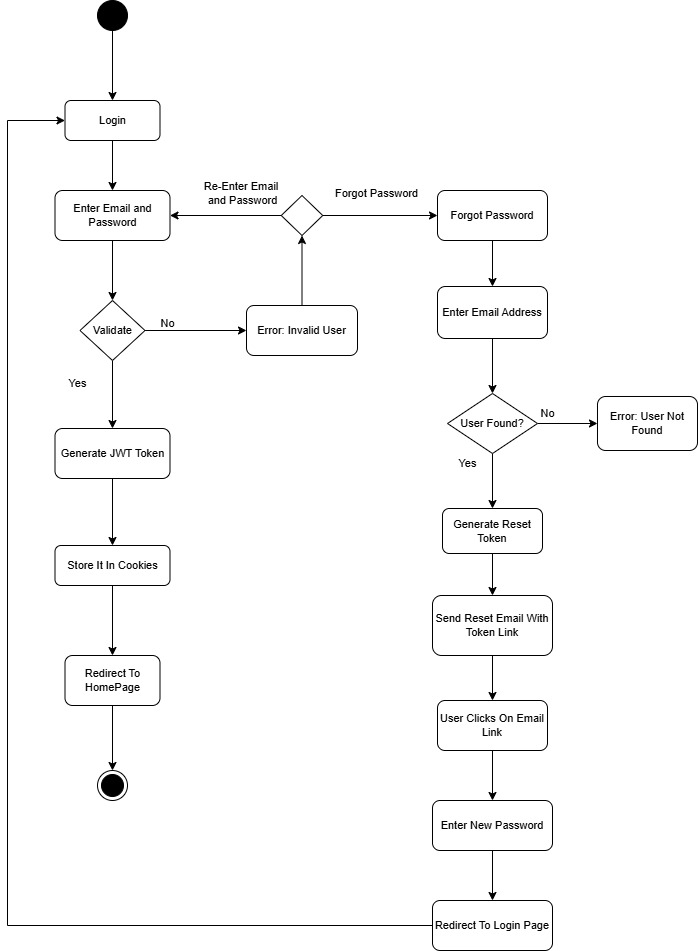 Login
Enter Email and
Password
Re-Enter Email
and Password
Forgot Password
Forgot Password
Validate
No
Error: Invalid User
Yes
Generate JWT Token
Store It In Cookies
Redirect To
HomePage
Enter Email Address
User Found?
No
Error: User Not
Found
Yes
Generate Reset
Token
Send Reset Email With
Token Link
User Clicks On Email
Link
Enter New Password
Redirect To Login Page